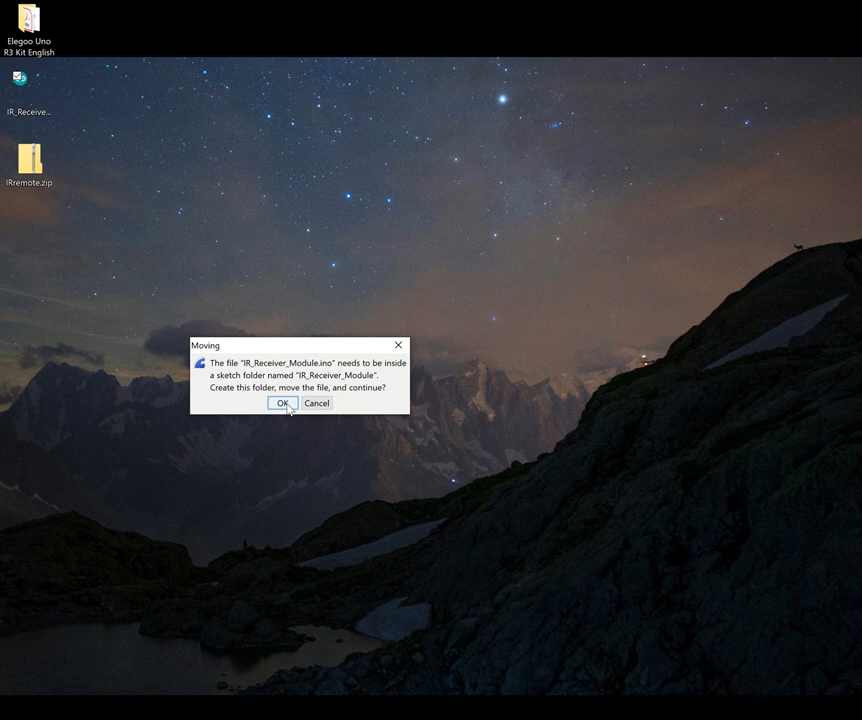 Elegoo Uno
R3 Kit English
IR_Receive...
IRremote.zip
Moving
The file "IR_Receiver_Module.ino" needs to be inside
a sketch folder named "IR_Receiver_Module".
Create this folder, move the file, and continue?
OK
Cancel